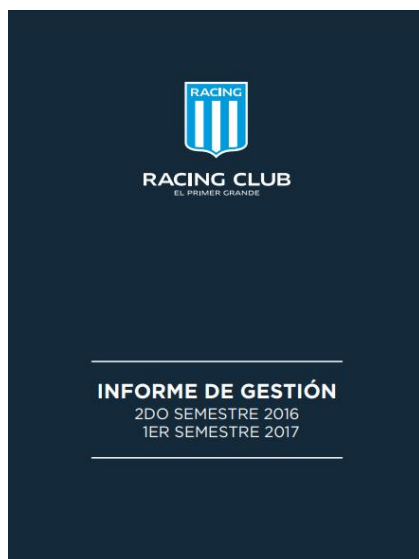 RACING
RACING CLUB
EL PRIMER GRANDE
INFORME DE GESTIÓN
2DO SEMESTRE 2016
1ER SEMESTRE 2017